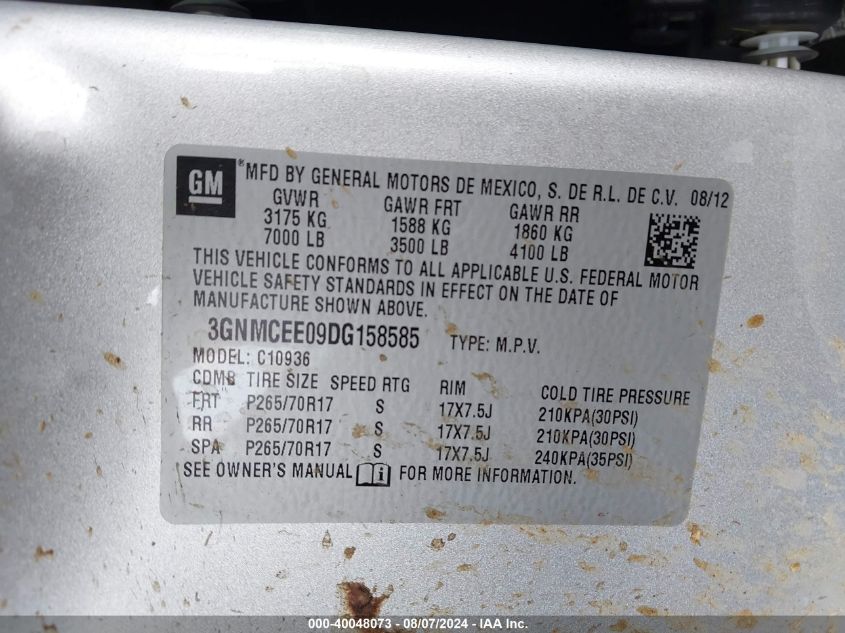 GM ® MFD BY GENERAL MOTORS DE MEXICO, S. DE R.L. DE C.V. 08/12
GVWR GAWR FRT GAWR RR
3175 KG 1588 KG 1860 KG
7000 LB 3500 LB 4100 LB
THIS VEHICLE CONFORMS TO ALL APPLICABLE U.S. FEDERAL MOTOR
VEHICLE SAFETY STANDARDS IN EFFECT ON THE DATE OF
MANUFACTURE SHOWN ABOVE.
3GNMCEE09DG158585 TYPE: M.P.V.
MODEL: C10936
CDMB TIRE SIZE SPEED RTG RIM COLD TIRE PRESSURE
FRT P265/70R17 S 17X7.5J 210KPA(30PSI)
RR P265/70R17 S 17X7.5J 210KPA(30PSI)
SPA P265/70R17 S 17X7.5J 240KPA(35PSI)
SEE OWNER'S MANUAL i FOR MORE INFORMATION.
000-40048073 - 08/07/2024 - IAA Inc.